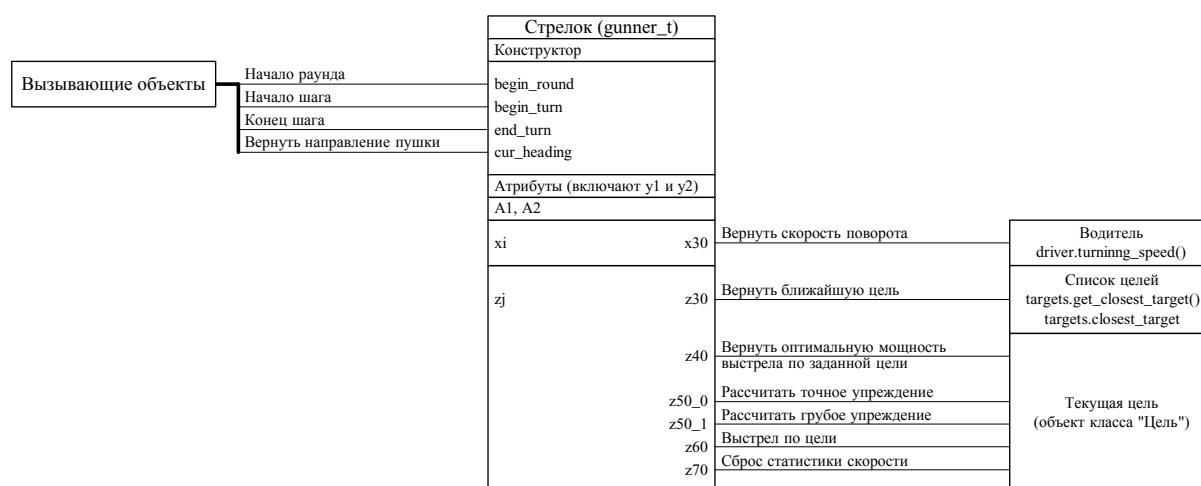 Стрелок (gunner_t)
Конструктор
Вызывающие объекты
Начало раунда
begin_round
Начало шага
begin_turn
Конец шага
end_turn
Вернуть направление пушки
cur_heading
Атрибуты (включают y1 и y2)
A1, A2
xi
x30
Вернуть скорость поворота
Водитель
driver.turninng_speed()
zj
z30
Вернуть ближайшую цель
Список целей
targets.get_closest_target()
targets.closest_target
z40
Вернуть оптимальную мощность
выстрела по заданной цели
z50_0
Рассчитать точное упреждение
z50_1
Рассчитать грубое упреждение
z60
Выстрел по цели
z70
Сброс статистики скорости
Текущая цель
(объект класса "Цель")